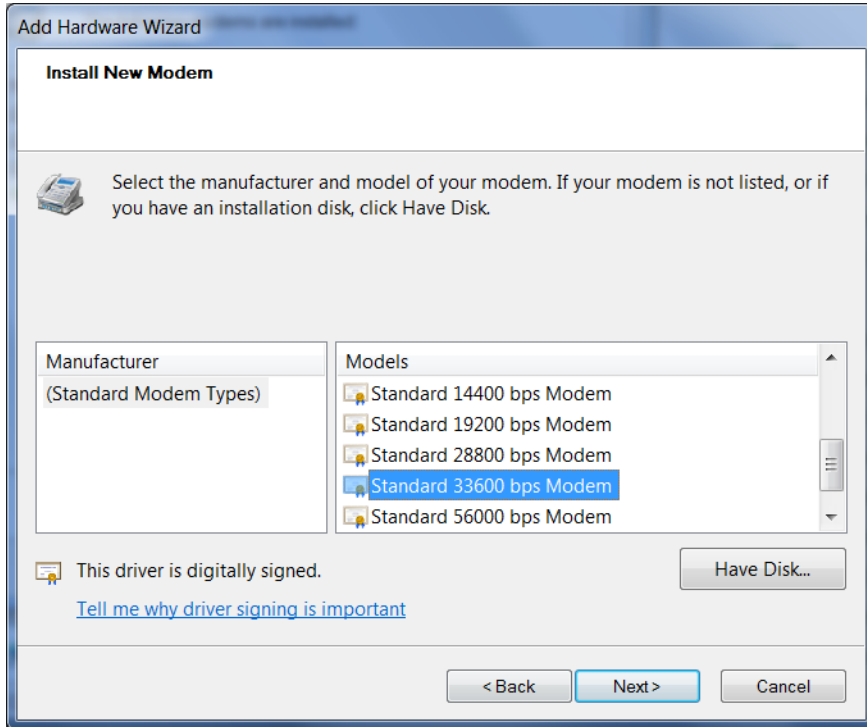 Add Hardware Wizard
Install New Modem
Select the manufacturer and model of your modem. If your modem is not listed, or if
you have an installation disk, click Have Disk.
Manufacturer
(Standard Modem Types)
Models
Standard 14400 bps Modem
Standard 19200 bps Modem
Standard 28800 bps Modem
Standard 33600 bps Modem
Standard 56000 bps Modem
This driver is digitally signed.
Have Disk...
Tell me why driver signing is important
< Back
Next >
Cancel